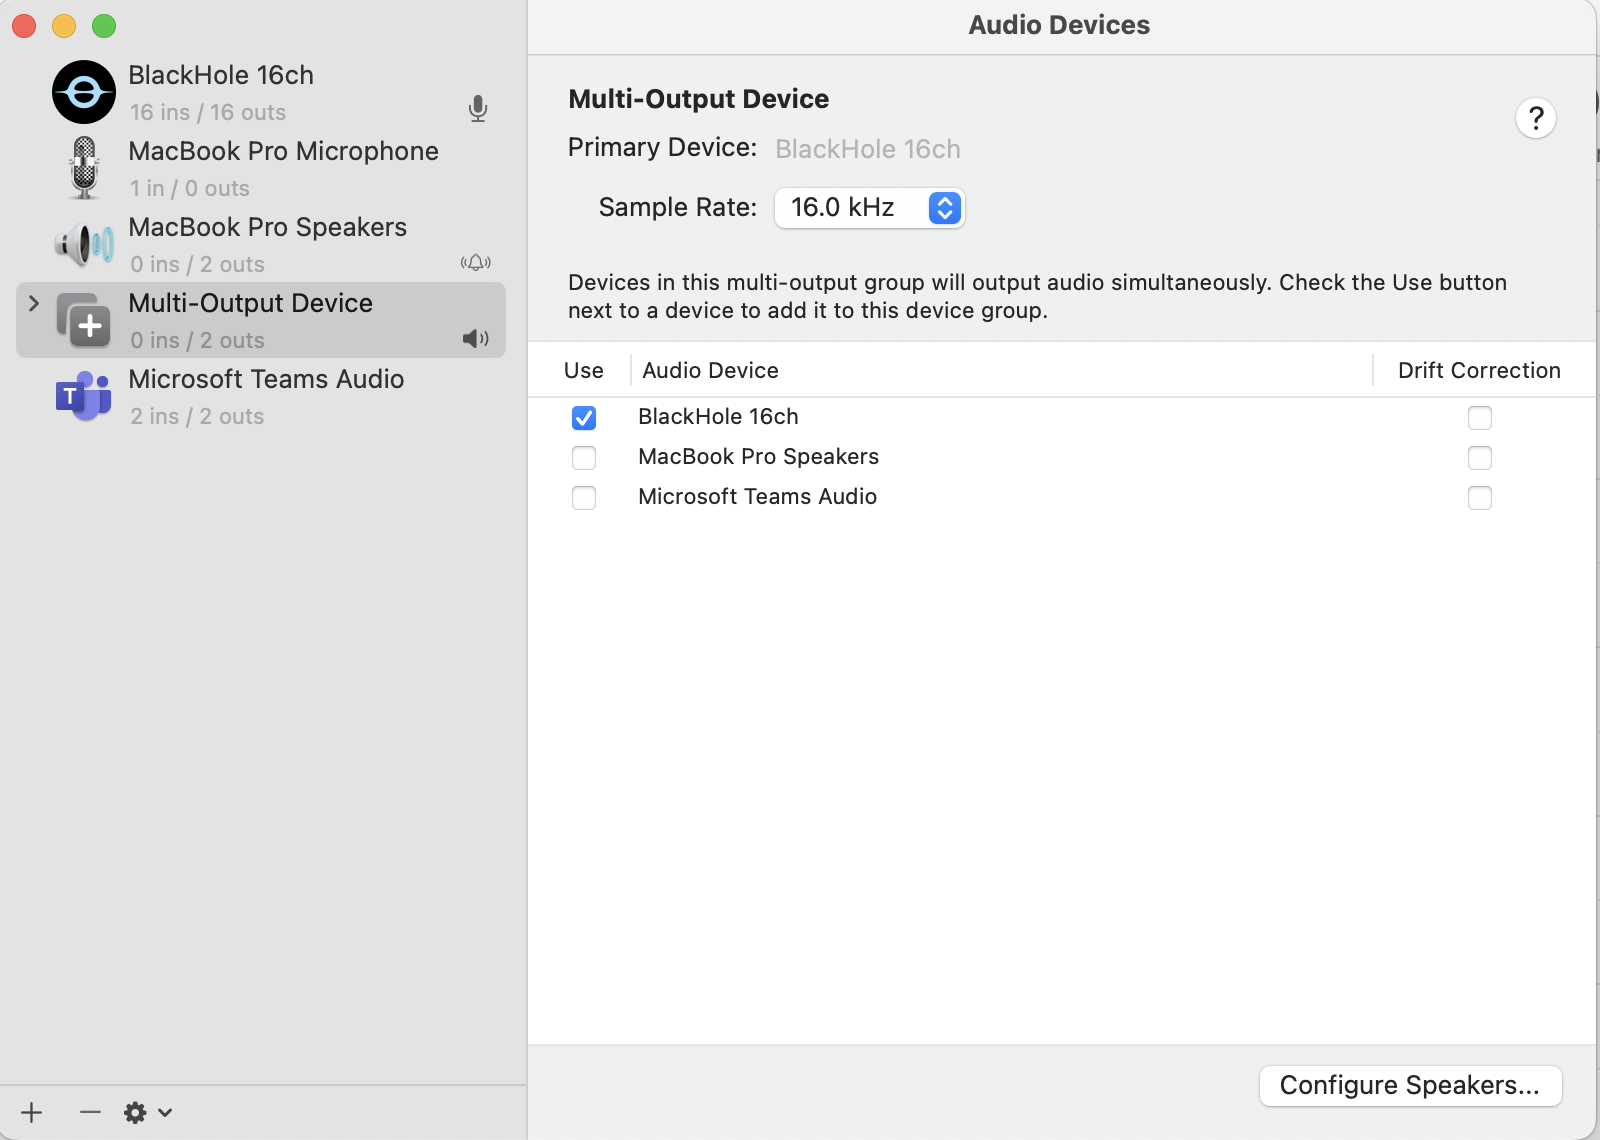 Audio Devices
BlackHole 16ch
16 ins / 16 outs
MacBook Pro Microphone
1 in / 0 outs
MacBook Pro Speakers
0 ins / 2 outs
Multi-Output Device
0 ins / 2 outs
T
Microsoft Teams Audio
2 ins / 2 outs
Multi-Output Device
?
Primary Device: BlackHole 16ch
Sample Rate: 16.0 kHz
Devices in this multi-output group will output audio simultaneously. Check the Use button
next to a device to add it to this device group.
Use Audio Device Drift Correction
BlackHole 16ch
MacBook Pro Speakers
Microsoft Teams Audio
Configure Speakers...